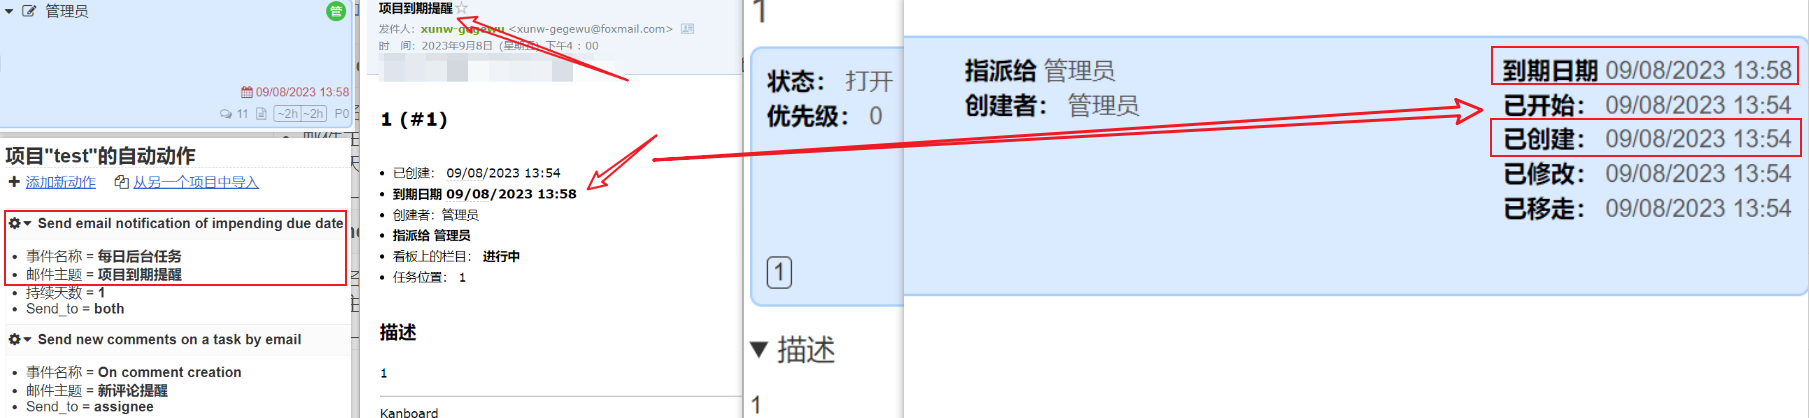 管理员
09/08/2023 13:58
11
~2h
~2h
P0
项目"test"的自动动作
添加新动作 从另一个项目中导入
Send email notification of impending due date
事件名称 = 每日后台任务
邮件主题 = 项目到期提醒
持续天数 = 1
Send_to = both
Send new comments on a task by email
事件名称 = On comment creation
邮件主题 = 新评论提醒
Send_to = assignee
项目到期提醒
发件人：xunw-gegewu <xunw-gegewu@foxmail.com>
时 间：2023年9月8日（星期五）下午4：00
1 (#1)
已创建： 09/08/2023 13:54
到期日期 09/08/2023 13:58
创建者：管理员
指派给 管理员
看板上的栏目： 进行中
任务位置： 1
描述
1
Kanboard
1
状态： 打开
优先级： 0
1
描述
1
指派给 管理员
创建者： 管理员
到期日期 09/08/2023 13:58
已开始： 09/08/2023 13:54
已创建： 09/08/2023 13:54
已修改： 09/08/2023 13:54
已移走： 09/08/2023 13:54